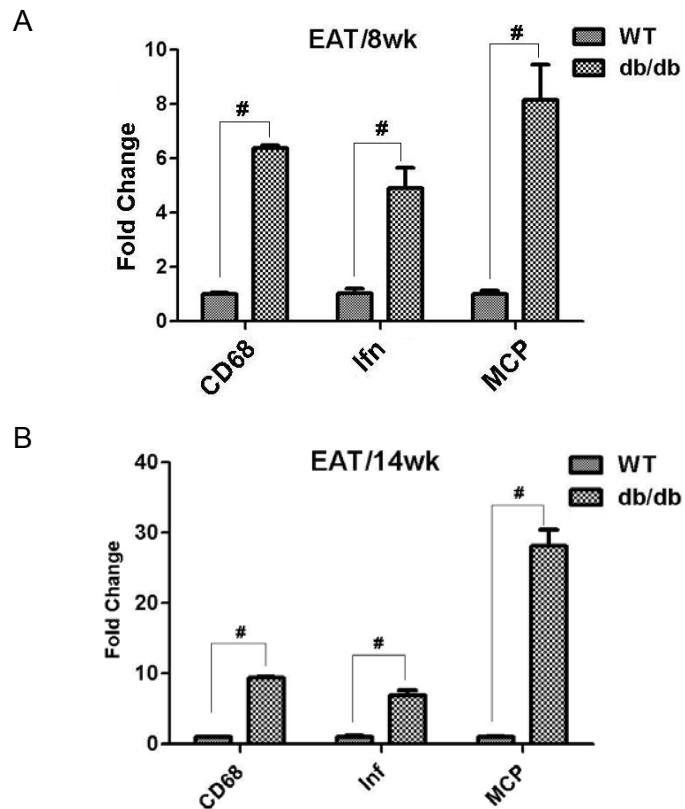 A
EAT/8wk
WT
db/db
Fold Change
10
8
6
4
2
0
#
#
#
CD68
Ifn
MCP
B
EAT/14wk
WT
db/db
Fold Change
40
30
20
10
0
#
#
#
CD68
Inf
MCP